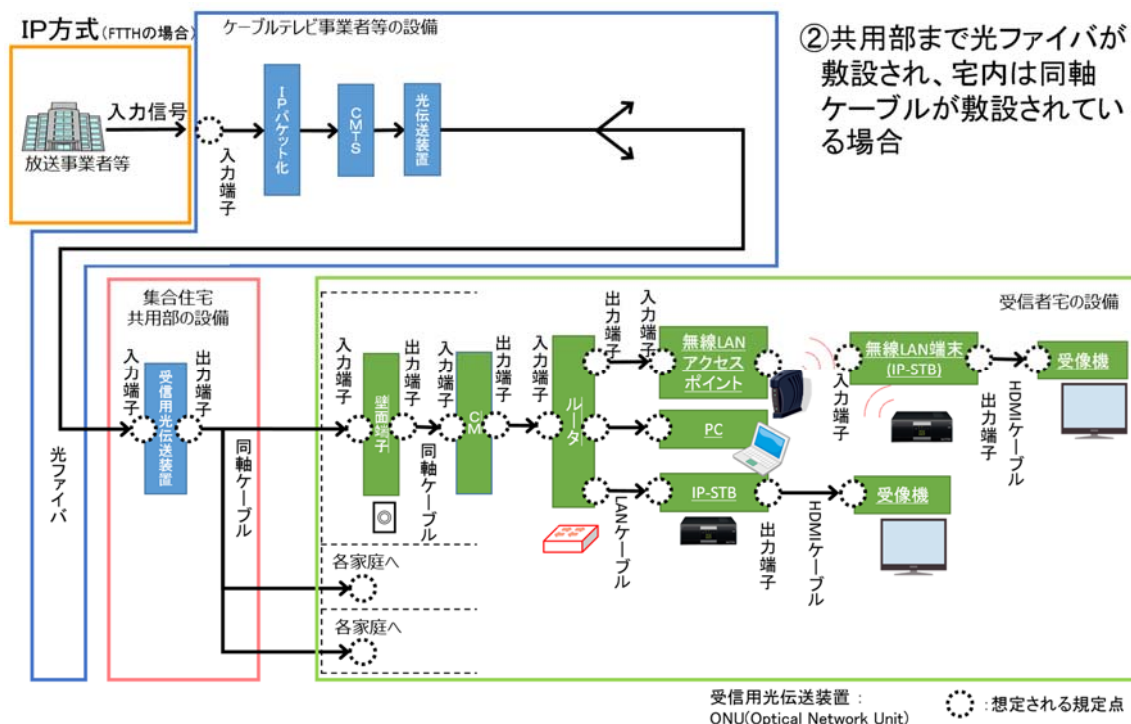 IP方式(FTTHの場合)
ケーブルテレビ事業者等の設備
②共用部まで光ファイバが
敷設され、宅内は同軸
ケーブルが敷設されてい
る場合
入力信号
放送事業者等
入力端子
IPパケット化
CMTS
光伝送装置
集合住宅
共用部の設備
受信者宅の設備
光ファイバ
入力端子
受信用光伝送装置
出力端子
同軸ケーブル
入力端子
壁面端子
出力端子
同軸ケーブル
入力端子
CM
出力端子
入力端子
ルータ
出力端子
入力端子
無線LAN
アクセス
ポイント
入力端子
無線LAN端末
(IP-STB)
出力端子
HDMIケーブル
受像機
PC
LANケーブル
IP-STB
出力端子
HDMIケーブル
受像機
各家庭へ
各家庭へ
受信用光伝送装置:
ONU(Optical Network Unit)
:想定される規定点